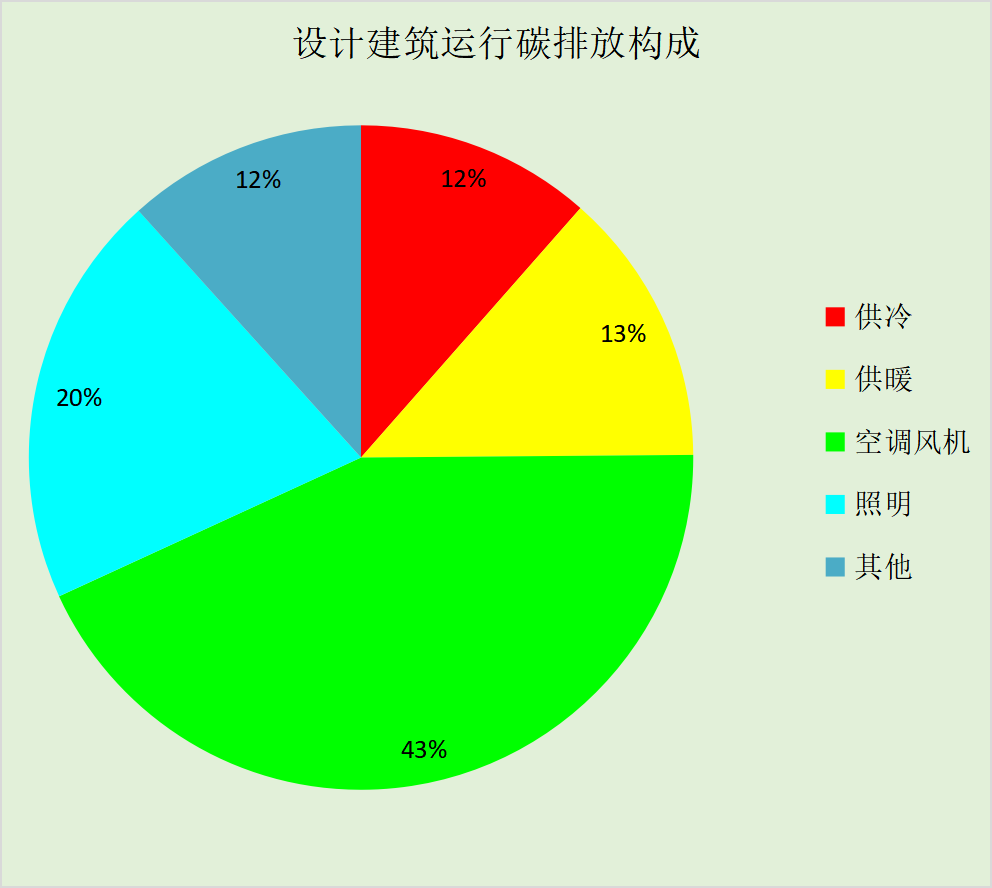 设计建筑运行碳排放构成
12%
12%
13%
20%
43%
供冷
供暖
空调风机
照明
其他